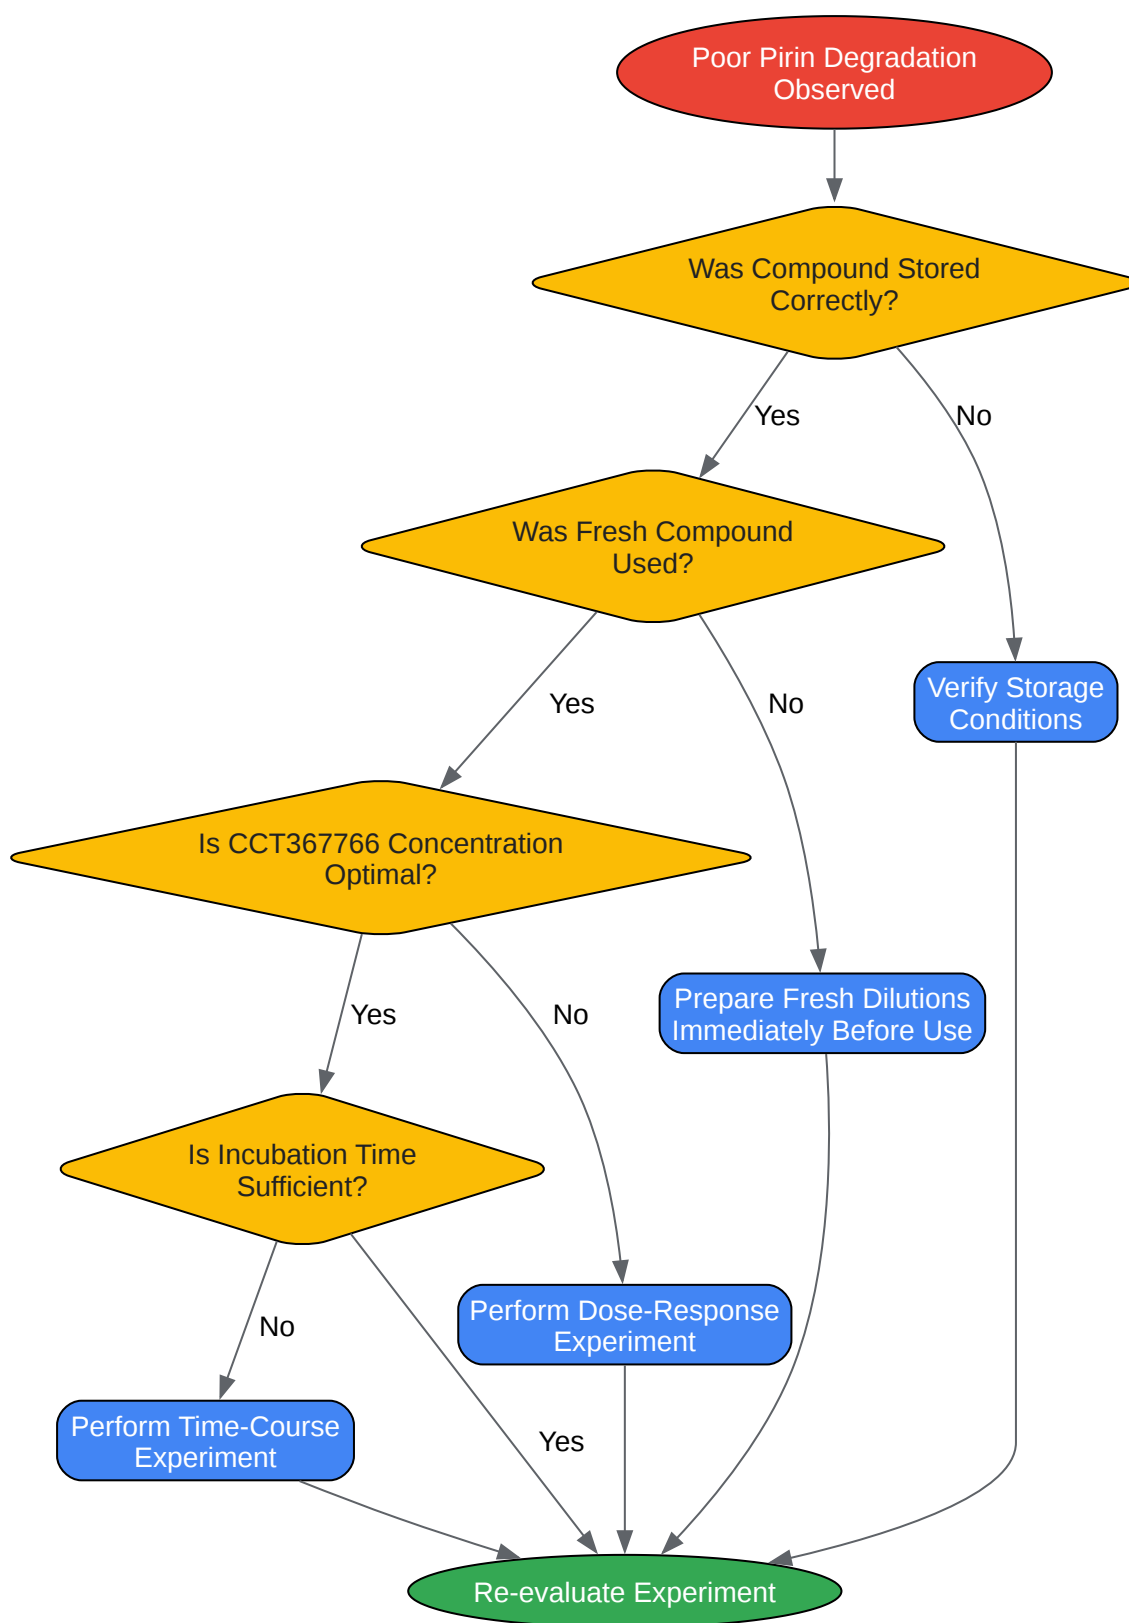 Poor Pirin Degradation
Observed
Was Compound Stored
Correctly?
Yes
No
Was Fresh Compound
Used?
Verify Storage
Conditions
Yes
No
Is CCT367766 Concentration
Optimal?
Prepare Fresh Dilutions
Immediately Before Use
Yes
No
Is Incubation Time
Sufficient?
Perform Dose-Response
Experiment
No
Yes
Perform Time-Course
Experiment
Re-evaluate Experiment